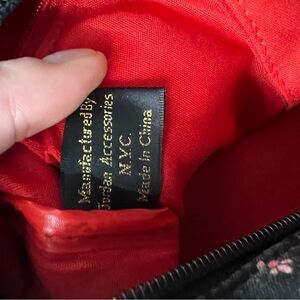 Manufactured By
Jordan Accessories
N.Y.C.
Made In China